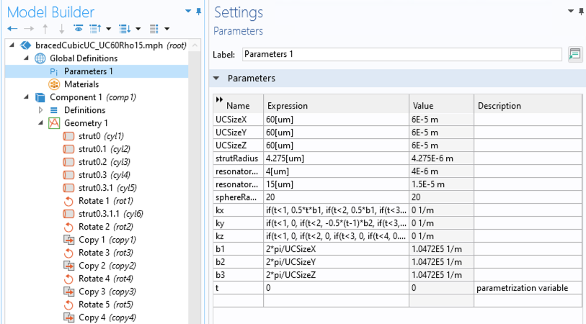 Model Builder
bracedCubicUC_UC60Rho15.mph (root)
Global Definitions
Pi Parameters 1
Materials
Component 1 (comp1)
Definitions
Geometry 1
strut0 (cyl1)
strut0.1 (cyl2)
strut0.2 (cyl3)
strut0.3 (cyl4)
strut0.3.1 (cyl5)
Rotate 1 (rot1)
strut0.3.1.1 (cyl6)
Rotate 2 (rot2)
Copy 1 (copy1)
Rotate 3 (rot3)
Copy 2 (copy2)
Rotate 4 (rot4)
Copy 3 (copy3)
Rotate 5 (rot5)
Copy 4 (copy4)
Settings
Parameters
Label: Parameters 1
Parameters
Name Expression Value Description
UCSizeX 60[um] 6E-5 m
UCSizeY 60[um] 6E-5 m
UCSizeZ 60[um] 6E-5 m
strutRadius 4.275[um] 4.275E-6 m
resonator... 4[um] 4E-6 m
resonator... 15[um] 1.5E-5 m
sphereRa... 20 20
kx if(t<1, 0.5*t*b1, if(t<2, 0.5*b1, if(t<3... 0 1/m
ky if(t<1, 0, if(t<2, -0.5*(t-1)*b2, if(t<3,... 0 1/m
kz if(t<1, 0, if(t<2, 0, if(t<3, 0, if(t<4, 0.... 0 1/m
b1 2*pi/UCSizeX 1.0472E5 1/m
b2 2*pi/UCSizeY 1.0472E5 1/m
b3 2*pi/UCSizeZ 1.0472E5 1/m
t 0 0 parametrization variable